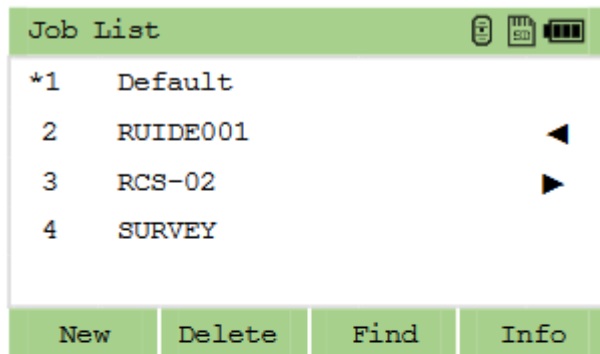 Job List
*1 Default
2 RUIDE001 ◀
3 RCS-02 ▶
4 SURVEY
New Delete Find Info